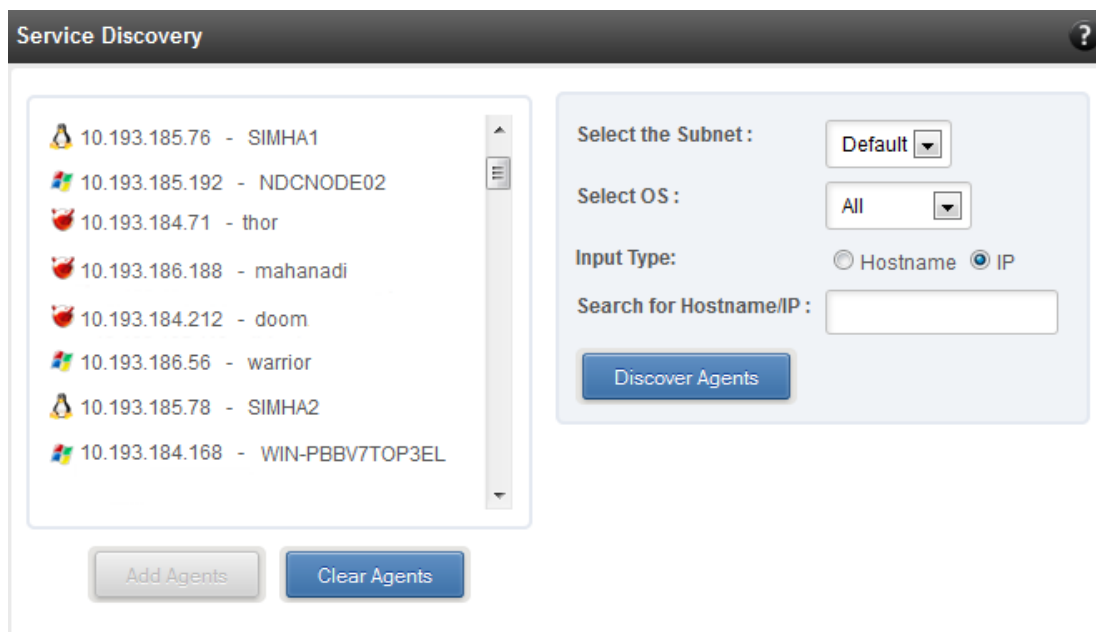 Service Discovery
?
10.193.185.76 - SIMHA1
10.193.185.192 - NDCNODE02
10.193.184.71 - thor
10.193.186.188 - mahanadi
10.193.184.212 - doom
10.193.186.56 - warrior
10.193.185.78 - SIMHA2
10.193.184.168 - WIN-PBBV7TOP3EL
Add Agents
Clear Agents
Select the Subnet :
Default
Select OS :
All
Input Type:
Hostname
IP
Search for Hostname/IP :
Discover Agents